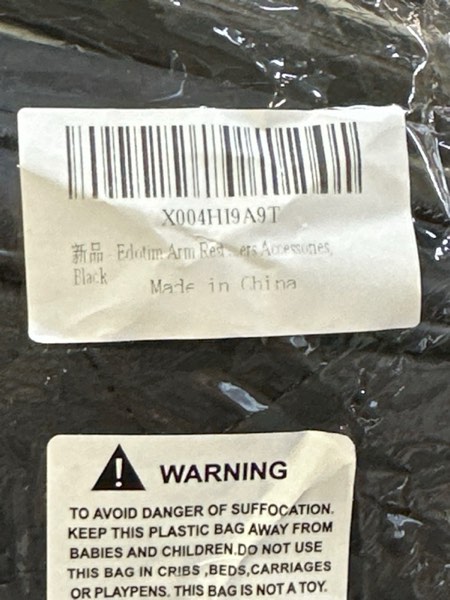 X004HI9A9T
新品 - Edotim Arm Rest...ers Accessories,
Black
Made in China
WARNING
TO AVOID DANGER OF SUFFOCATION.
KEEP THIS PLASTIC BAG AWAY FROM
BABIES AND CHILDREN.DO NOT USE
THIS BAG IN CRIBS ,BEDS,CARRIAGES
OR PLAYPENS. THIS BAG IS NOT A TOY.